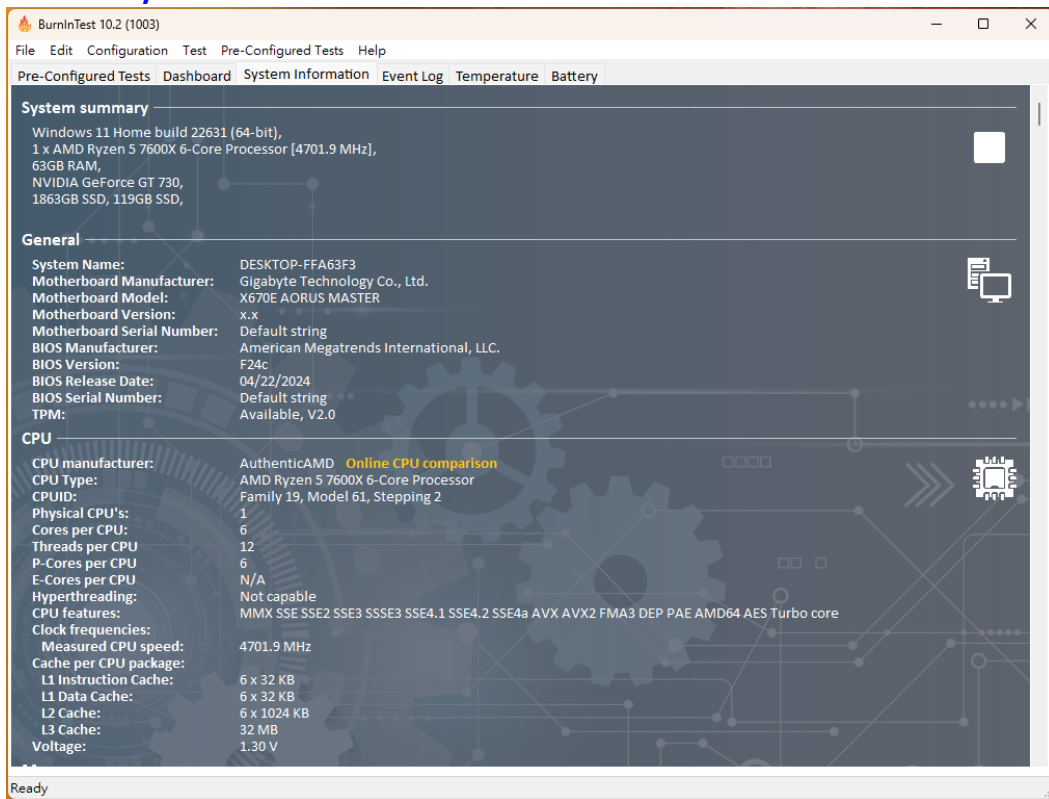 BurnInTest 10.2 (1003)
File Edit Configuration Test Pre-Configured Tests Help
Pre-Configured Tests Dashboard System Information Event Log Temperature Battery
System summary
Windows 11 Home build 22631 (64-bit),
1 x AMD Ryzen 5 7600X 6-Core Processor [4701.9 MHz],
63GB RAM,
NVIDIA GeForce GT 730,
1863GB SSD, 119GB SSD,
General
System Name: DESKTOP-FFA63F3
Motherboard Manufacturer: Gigabyte Technology Co., Ltd.
Motherboard Model: X670E AORUS MASTER
Motherboard Version: x.x
Motherboard Serial Number: Default string
BIOS Manufacturer: American Megatrends International, LLC.
BIOS Version: F24c
BIOS Release Date: 04/22/2024
BIOS Serial Number: Default string
TPM: Available, V2.0
CPU
CPU manufacturer: AuthenticAMD Online CPU comparison
CPU Type: AMD Ryzen 5 7600X 6-Core Processor
CPUID: Family 19, Model 61, Stepping 2
Physical CPU's: 1
Cores per CPU: 6
Threads per CPU 12
P-Cores per CPU 6
E-Cores per CPU N/A
Hyperthreading: Not capable
CPU features: MMX SSE SSE2 SSE3 SSSE3 SSE4.1 SSE4.2 SSE4a AVX AVX2 FMA3 DEP PAE AMD64 AES Turbo core
Clock frequencies:
Measured CPU speed: 4701.9 MHz
Cache per CPU package:
L1 Instruction Cache: 6 x 32 KB
L1 Data Cache: 6 x 32 KB
L2 Cache: 6 x 1024 KB
L3 Cache: 32 MB
Voltage: 1.30 V
Ready